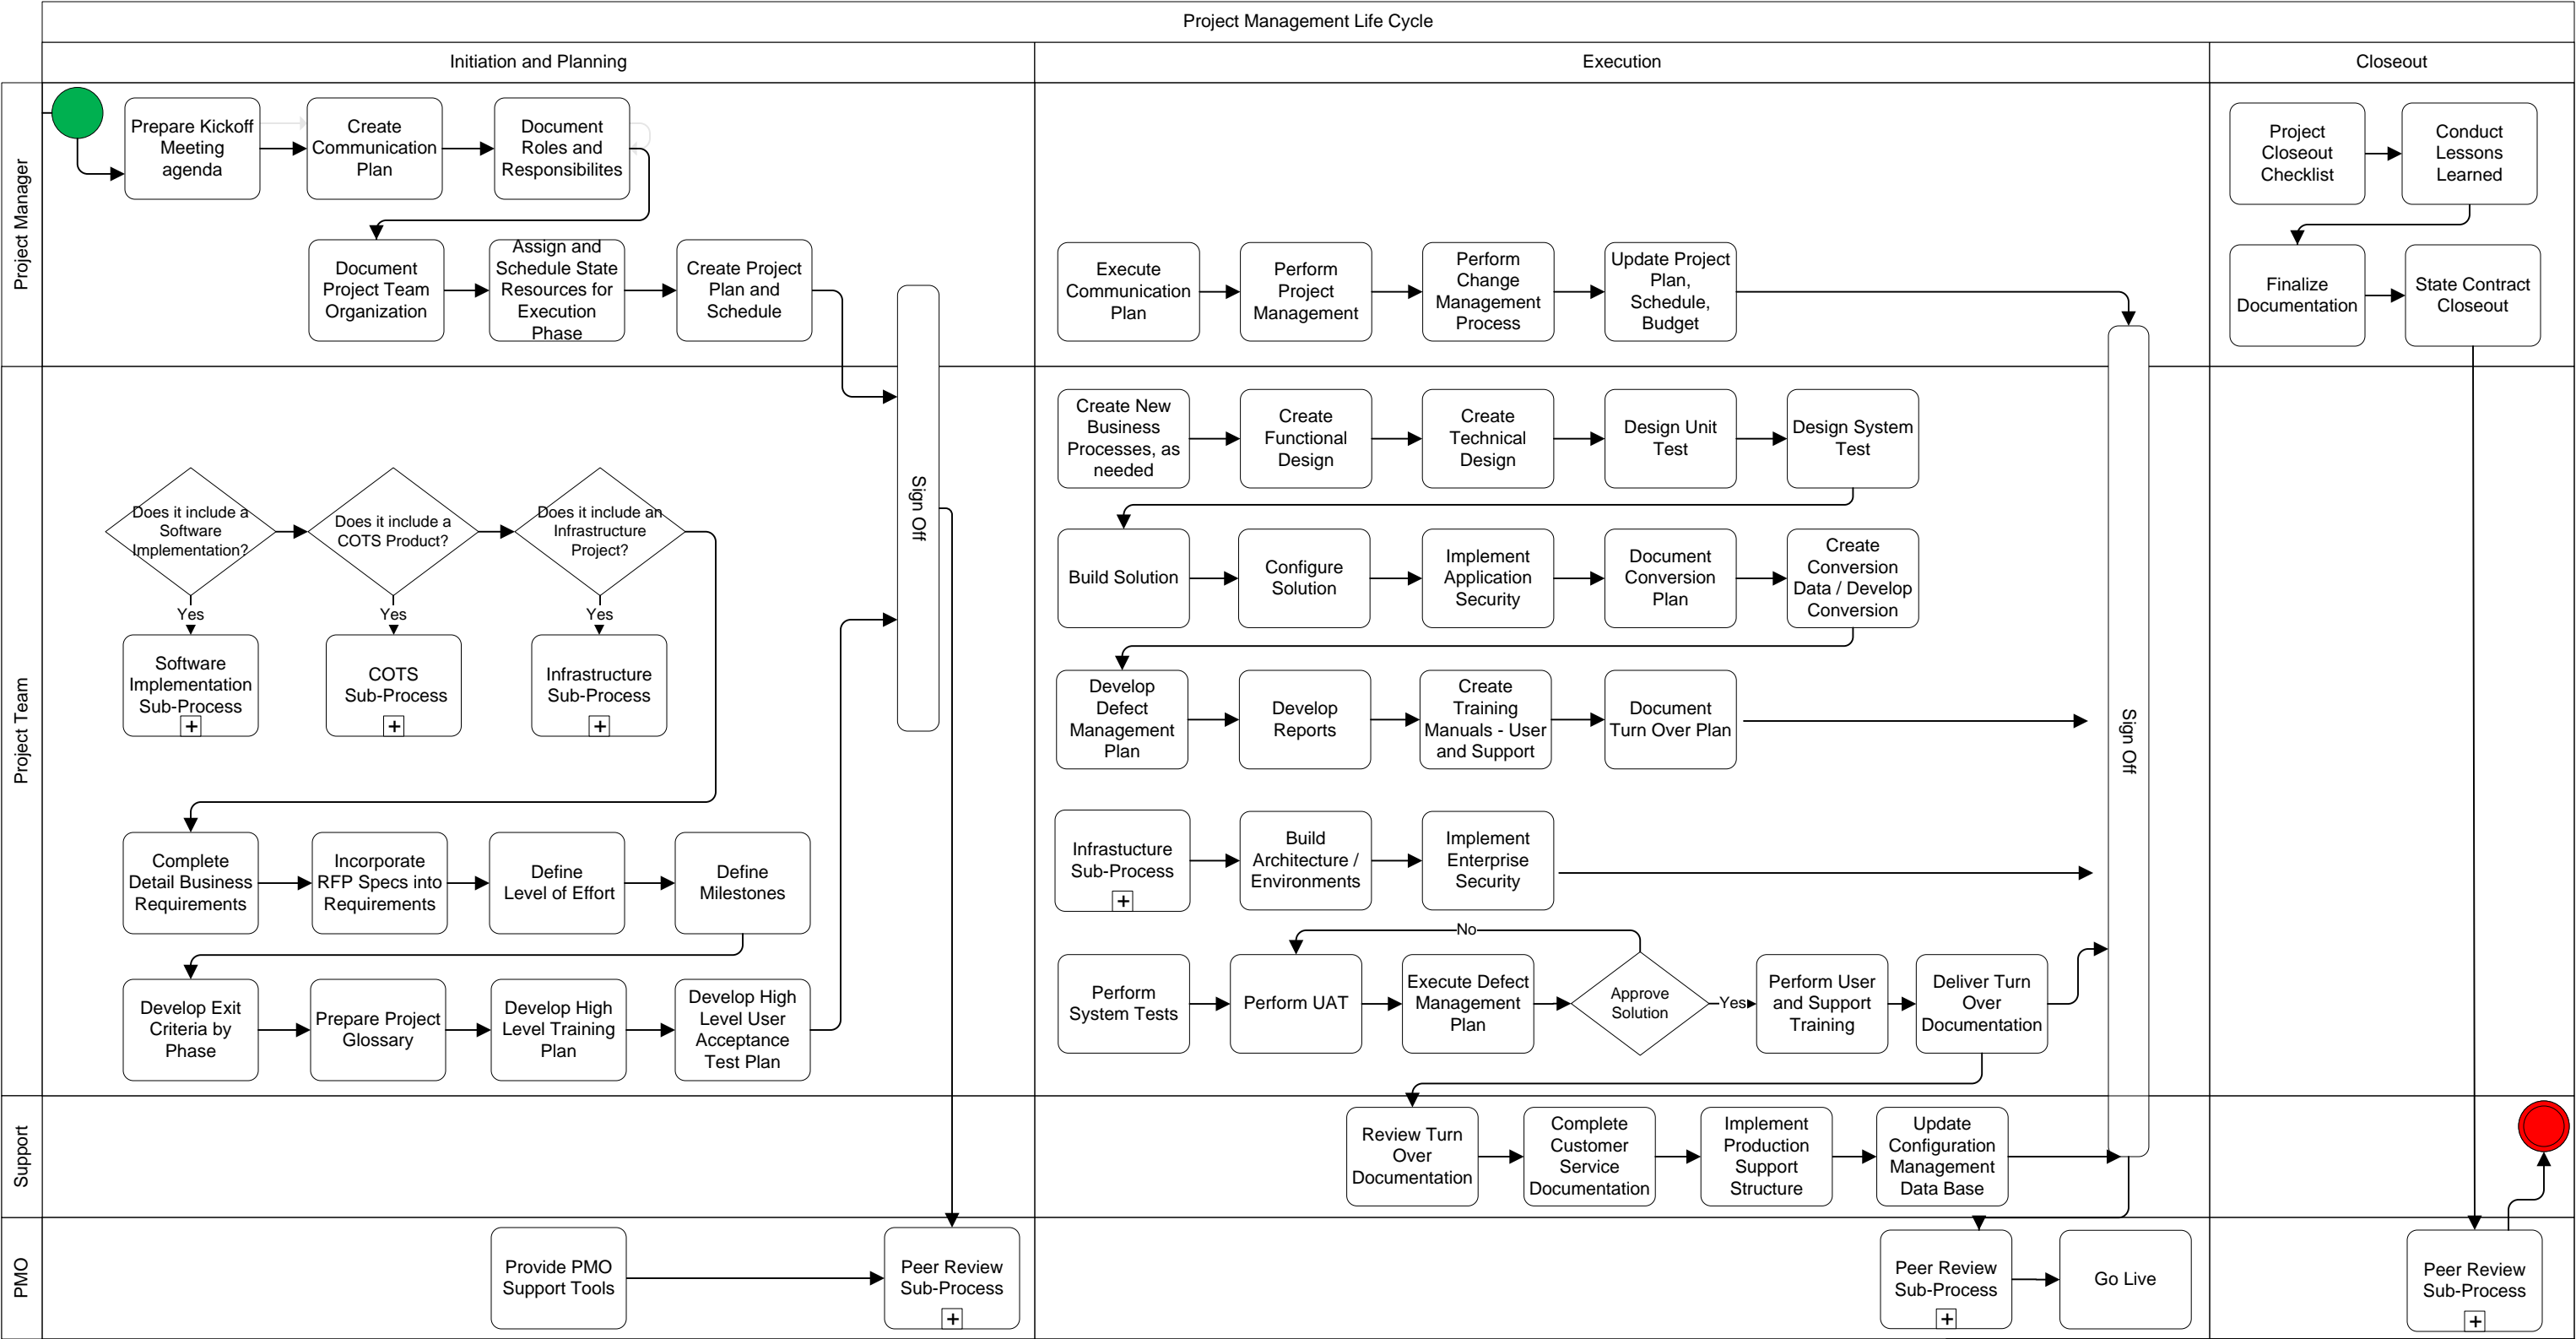 Project Management Life Cycle
Initiation and Planning
Execution
Closeout
Project Manager
Prepare Kickoff
Meeting
agenda
Create
Communication
Plan
Document
Roles and
Responsibilites
Document
Project Team
Organization
Assign and
Schedule State
Resources for
Execution
Phase
Create Project
Plan and
Schedule
Execute
Communication
Plan
Perform
Project
Management
Perform
Change
Management
Process
Update Project
Plan,
Schedule,
Budget
Project
Closeout
Checklist
Conduct
Lessons
Learned
Finalize
Documentation
State Contract
Closeout
Project Team
Does it include a
Software
Implementation?
Does it include a
COTS Product?
Does it include an
Infrastructure
Project?
Yes
Yes
Yes
Software
Implementation
Sub-Process
COTS
Sub-Process
Infrastructure
Sub-Process
Complete
Detail Business
Requirements
Incorporate
RFP Specs into
Requirements
Define
Level of Effort
Define
Milestones
Develop Exit
Criteria by
Phase
Prepare Project
Glossary
Develop High
Level Training
Plan
Develop High
Level User
Acceptance
Test Plan
Sign Off
Create New
Business
Processes, as
needed
Create
Functional
Design
Create
Technical
Design
Design Unit
Test
Design System
Test
Build Solution
Configure
Solution
Implement
Application
Security
Document
Conversion
Plan
Create
Conversion
Data / Develop
Conversion
Develop
Defect
Management
Plan
Develop
Reports
Create
Training
Manuals - User
and Support
Document
Turn Over Plan
Infrastucture
Sub-Process
Build
Architecture /
Environments
Implement
Enterprise
Security
No
Perform
System Tests
Perform UAT
Execute Defect
Management
Plan
Approve
Solution
Yes
Perform User
and Support
Training
Deliver Turn
Over
Documentation
Sign Off
Support
Review Turn
Over
Documentation
Complete
Customer
Service
Documentation
Implement
Production
Support
Structure
Update
Configuration
Management
Data Base
PMO
Provide PMO
Support Tools
Peer Review
Sub-Process
Peer Review
Sub-Process
Go Live
Peer Review
Sub-Process